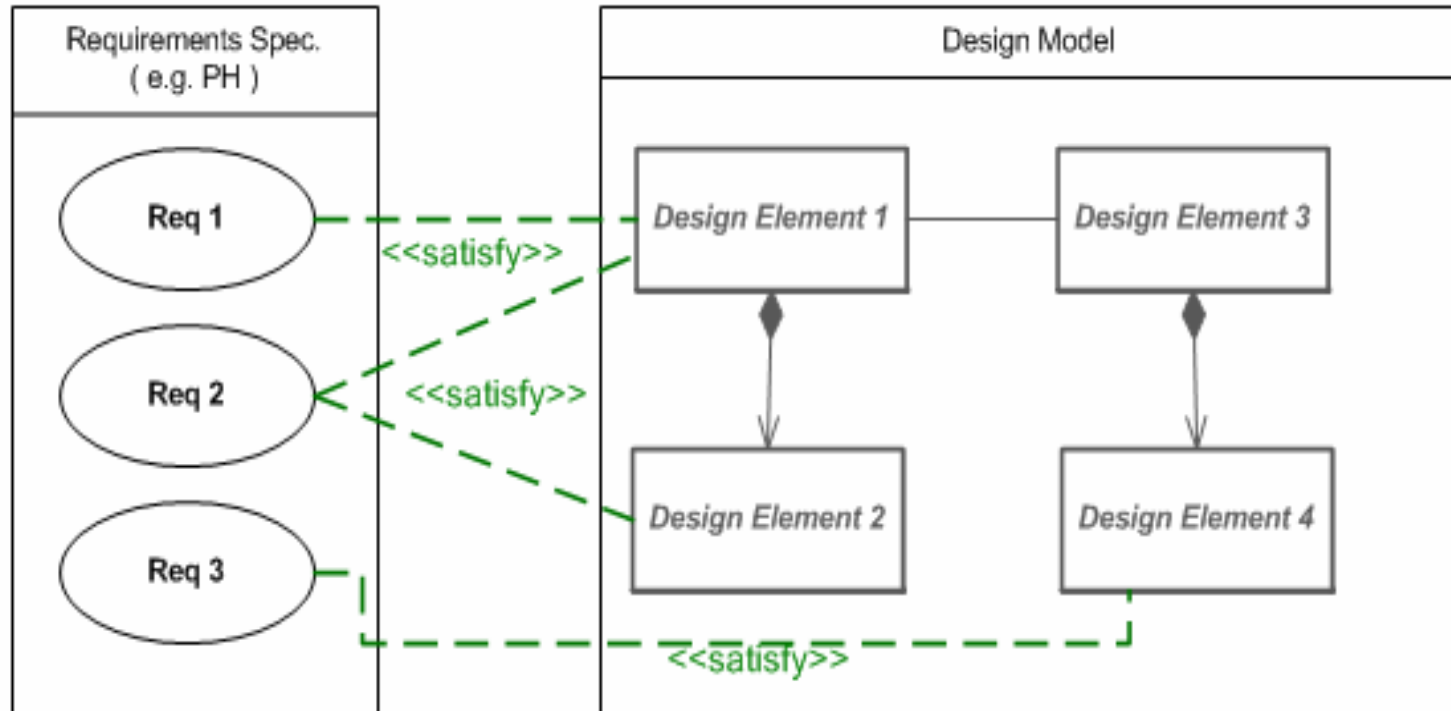 Requirements Spec.
( e.g. PH )
Design Model
Req 1
<<satisfy>>
Design Element 1
Design Element 3
Req 2
<<satisfy>>
Design Element 2
Design Element 4
Req 3
<<satisfy>>